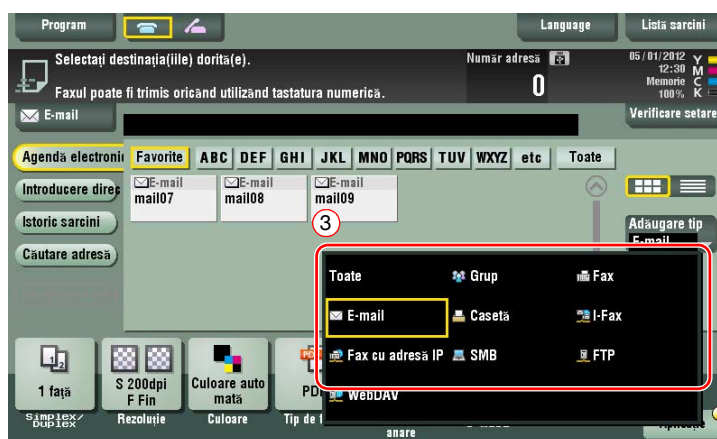 Program
Language
Listă sarcini
Selectați destinația(iile) dorită(e).
Număr adresă
0
Faxul poate fi trimis oricând utilizând tastatura numerică.
05/01/2012
12:30
Memorie
100%
Y
M
C
K
E-mail
Verificare setare
Agendă electroni
Favorite
ABC
DEF
GHI
JKL
MNO
PQRS
TUV
WXYZ
etc
Toate
Introducere direc
Istoric sarcini
Căutare adresă
E-mail
mail07
E-mail
mail08
E-mail
mail09
3
Adăugare tip
E-mail
Toate
Grup
Fax
E-mail
Casetă
I-Fax
Fax cu adresă IP
SMB
FTP
WebDAV
1 față
S 200dpi
F Fin
Culoare auto
mată
Simplex/
Duplex
Rezoluție
Culoare
Tip de f
anare